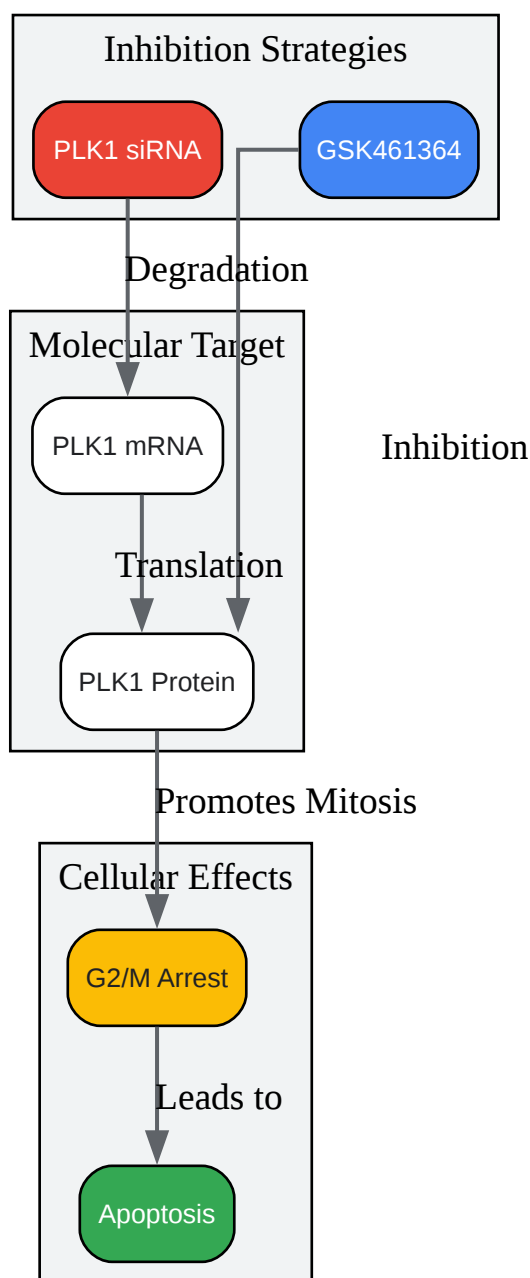 Inhibition Strategies
PLK1 siRNA
GSK461364
Degradation
Molecular Target
PLK1 mRNA
Inhibition
Translation
PLK1 Protein
Promotes Mitosis
Cellular Effects
G2/M Arrest
Leads to
Apoptosis